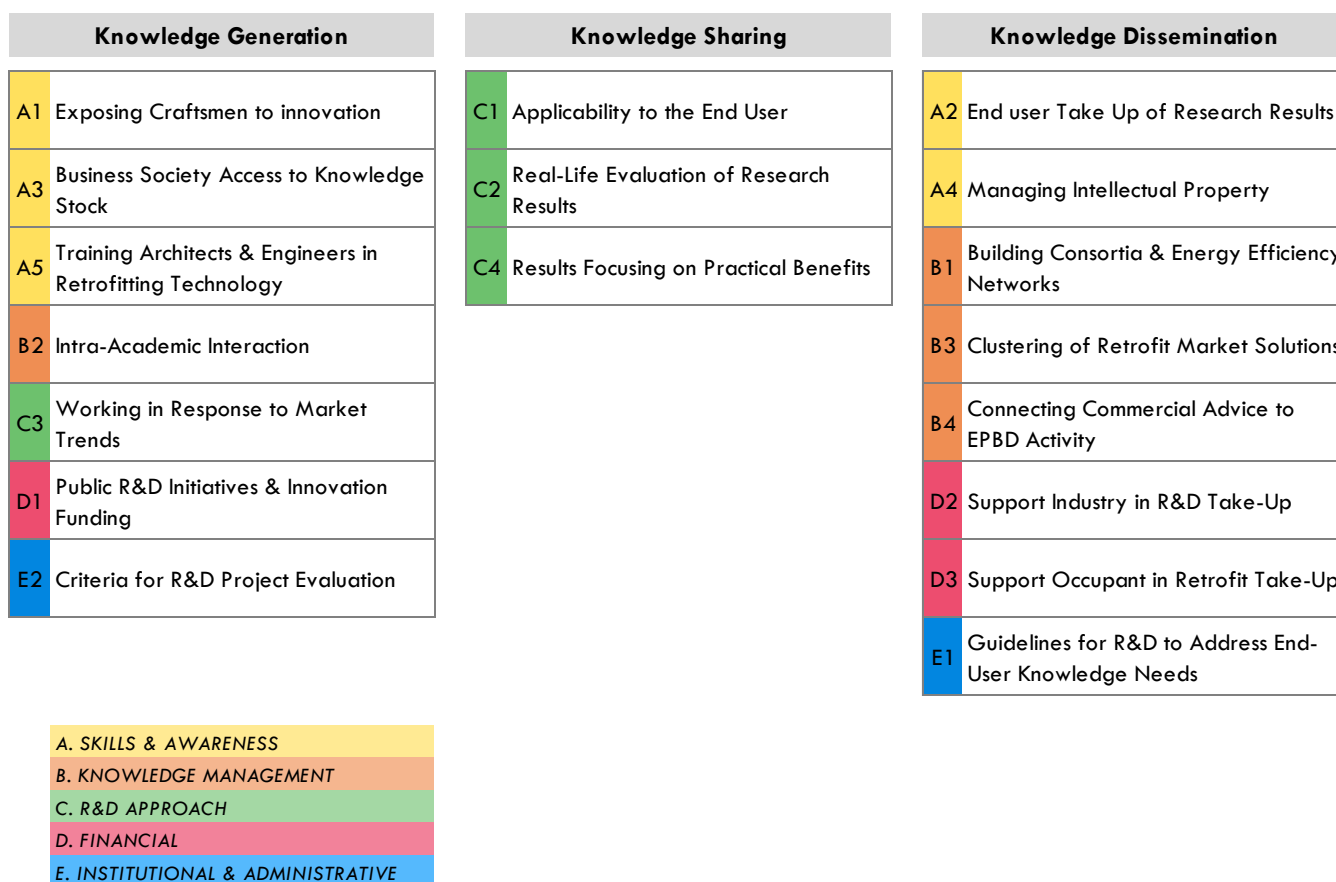 Knowledge Generation
A1 Exposing Craftsmen to innovation
A3 Business Society Access to Knowledge
Stock
A5 Training Architects & Engineers in
Retrofitting Technology
B2 Intra-Academic Interaction
C3 Working in Response to Market
Trends
D1 Public R&D Initiatives & Innovation
Funding
E2 Criteria for R&D Project Evaluation
Knowledge Sharing
C1 Applicability to the End User
C2 Real-Life Evaluation of Research
Results
C4 Results Focusing on Practical Benefits
Knowledge Dissemination
A2 End user Take Up of Research Results
A4 Managing Intellectual Property
B1 Building Consortia & Energy Efficiency
Networks
B3 Clustering of Retrofit Market Solutions
B4 Connecting Commercial Advice to
EPBD Activity
D2 Support Industry in R&D Take-Up
D3 Support Occupant in Retrofit Take-Up
E1 Guidelines for R&D to Address End-
User Knowledge Needs
A. SKILLS & AWARENESS
B. KNOWLEDGE MANAGEMENT
C. R&D APPROACH
D. FINANCIAL
E. INSTITUTIONAL & ADMINISTRATIVE